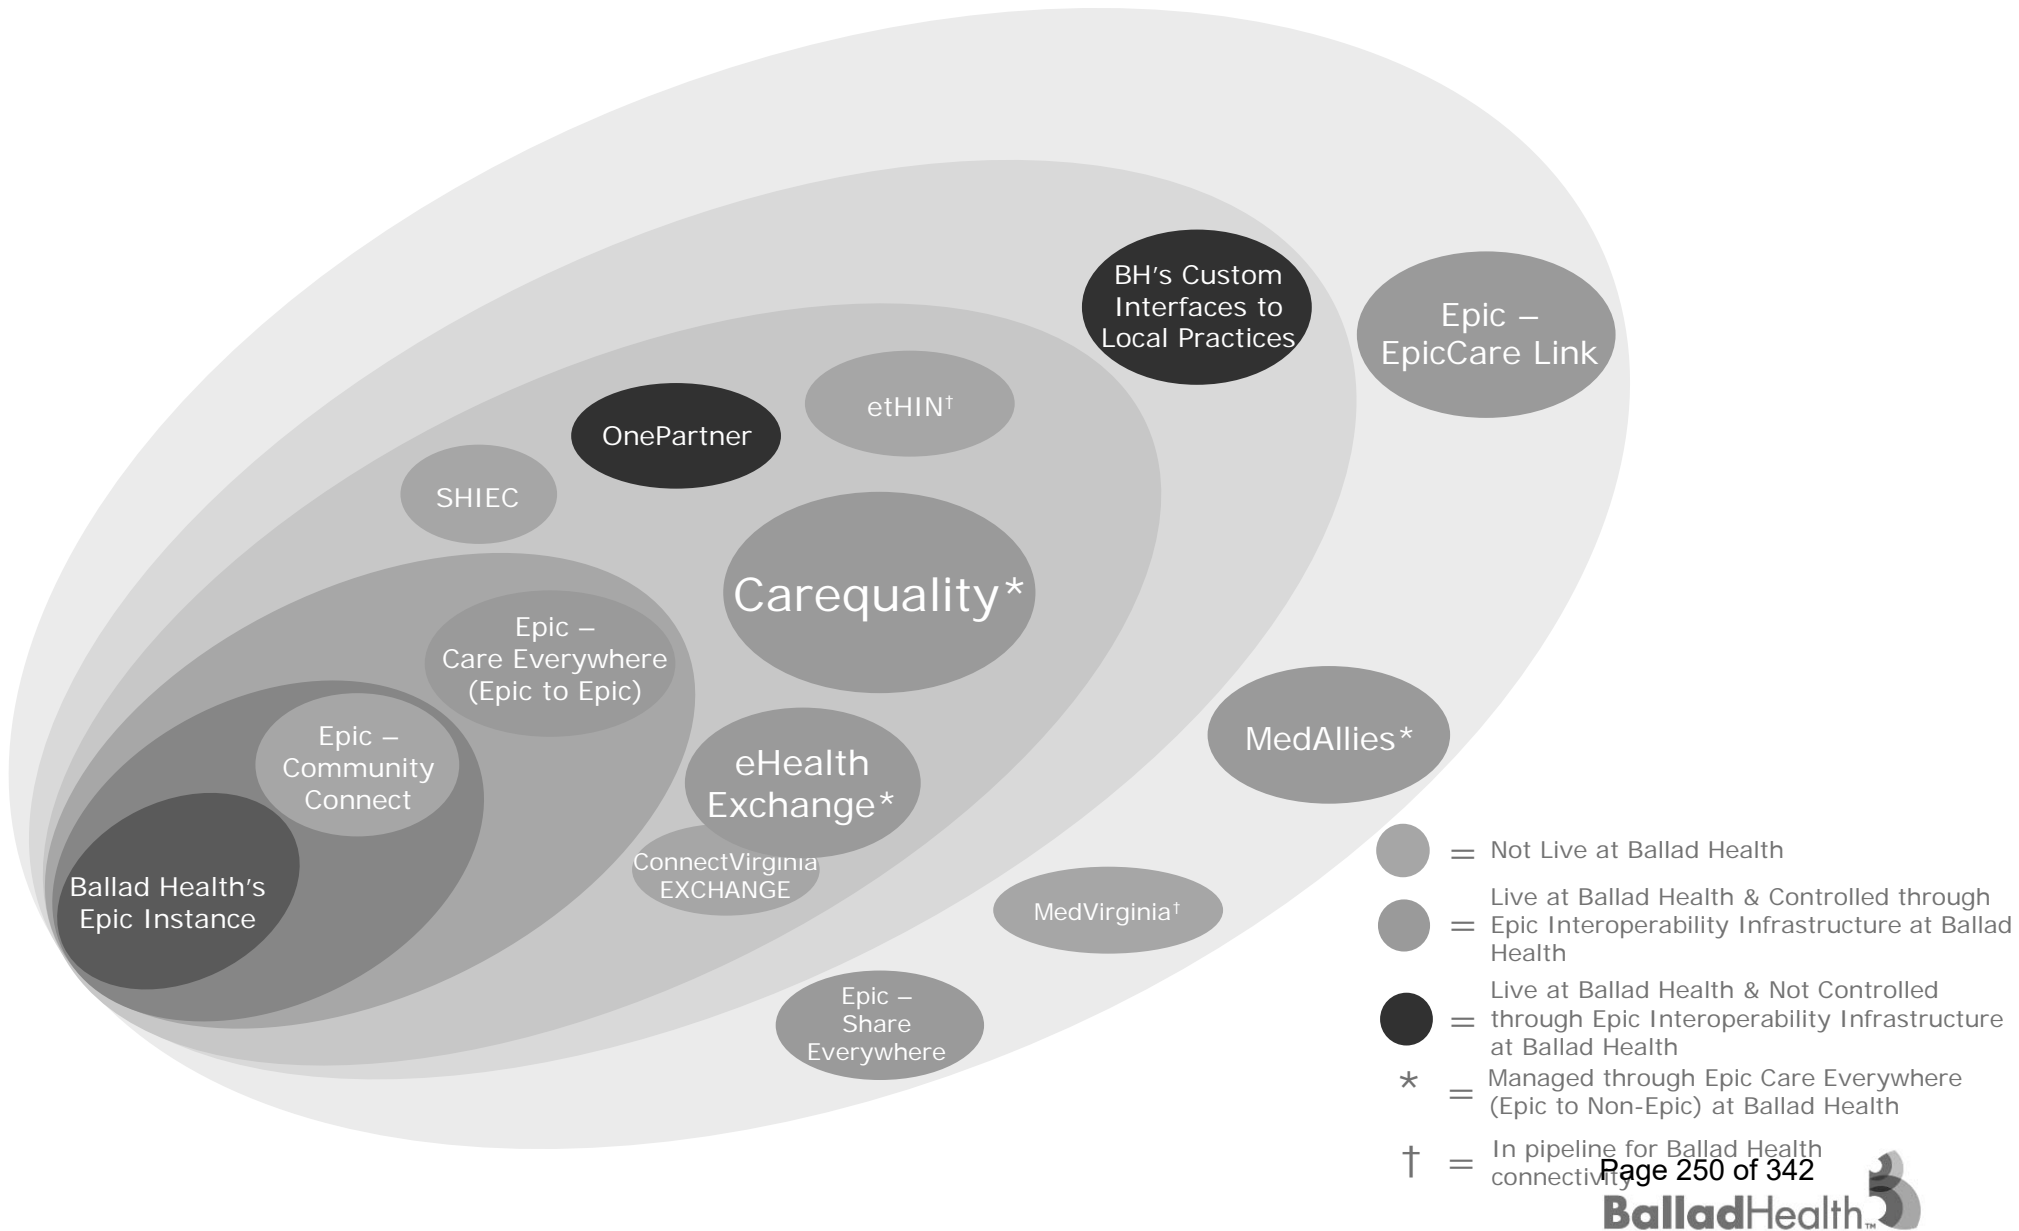 BH's Custom
Interfaces to
Local Practices
Epic –
EpicCare Link
etHIN†
OnePartner
SHIEC
Carequality*
Epic –
Care Everywhere
(Epic to Epic)
Epic –
Community
Connect
MedAllies*
eHealth
Exchange*
ConnectVirginia
EXCHANGE
Ballad Health's
Epic Instance
MedVirginia†
Epic –
Share
Everywhere
= Not Live at Ballad Health
Live at Ballad Health & Controlled through
= Epic Interoperability Infrastructure at Ballad
Health
Live at Ballad Health & Not Controlled
= through Epic Interoperability Infrastructure
at Ballad Health
* = Managed through Epic Care Everywhere
(Epic to Non-Epic) at Ballad Health
† = In pipeline for Ballad Health
connectivity
Page 250 of 342
BalladHealth™